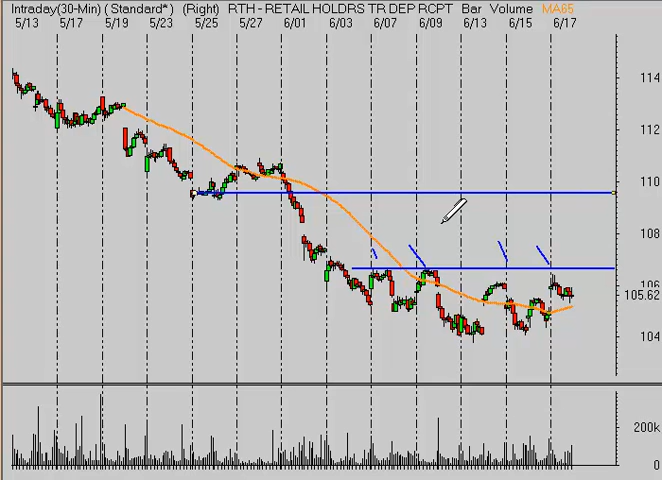 Intraday(30-Min) ( Standard*) (Right) RTH - RETAIL HOLDRS TR DEP RCPT Bar Volume MA65
5/13 5/17 5/19 5/23 5/25 5/27 6/01 6/03 6/07 6/09 6/13 6/15 6/17
114
112
110
108
106
105.62
104
200k
0k